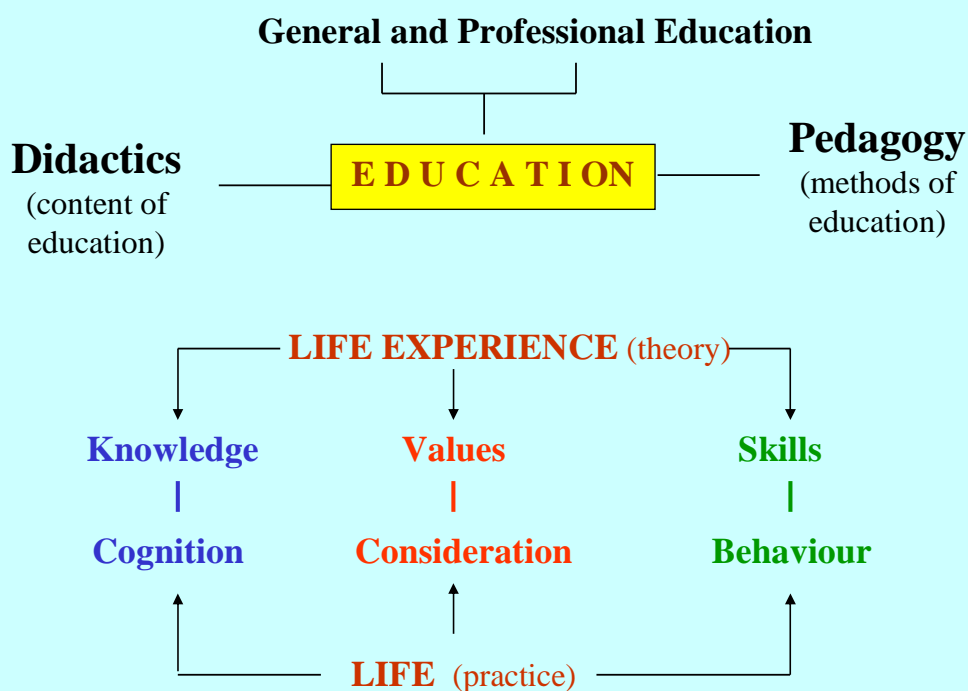 General and Professional Education
Didactics
(content of
education)
E D U C A T I ON
Pedagogy
(methods of
education)
LIFE EXPERIENCE (theory)
Knowledge
Values
Skills
Cognition
Consideration
Behaviour
LIFE (practice)